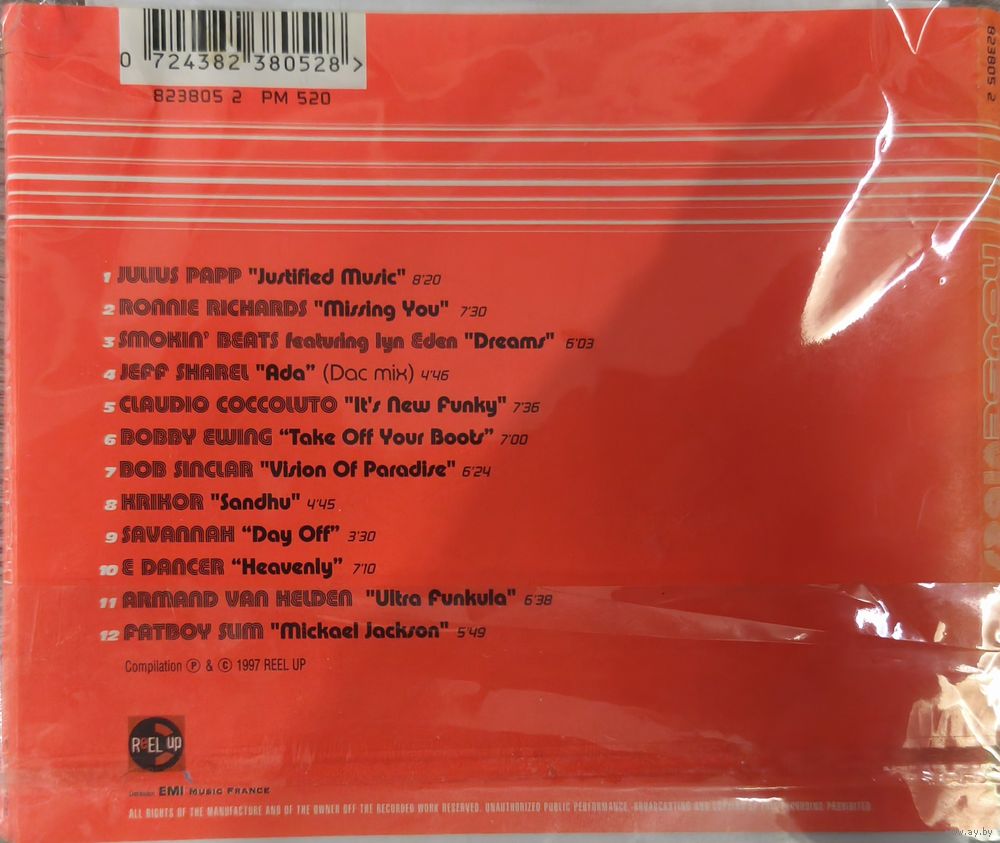 0 724382 380528 >
823805 2 PM 520
823805 2
1 JULIUS PAPP "Justified Music" 8'20
2 RONNIE RICHARDS "Missing You" 7'30
3 SMOKIN' BEATS featuring lyn Eden "Dreams" 6'03
4 JEFF SHAREL "Ada" (Dac mix) 4'46
5 CLAUDIO COCCOLUTO "It's New Funky" 7'36
6 BOBBY EWING "Take Off Your Boots" 7'00
7 BOB SINCLAR "Vision Of Paradise" 6'24
8 KRIKOR "Sandhu" 4'45
9 SAVANNAH "Day Off" 3'30
10 E DANCER "Heavenly" 7'10
11 ARMAND VAN HELDEN "Ultra Funkula" 6'38
12 FATBOY SLIM "Mickael Jackson" 5'49
Compilation ℗ & © 1997 REEL UP
REEL UP
EMI MUSIC FRANCE
ALL RIGHTS OF THE MANUFACTURE AND OF THE OWNER OFF THE RECORDED WORK RESERVED. UNAUTHORIZED PUBLIC PERFORMANCE, BROADCASTING AND COPYING OF THIS RECORDING PROHIBITED